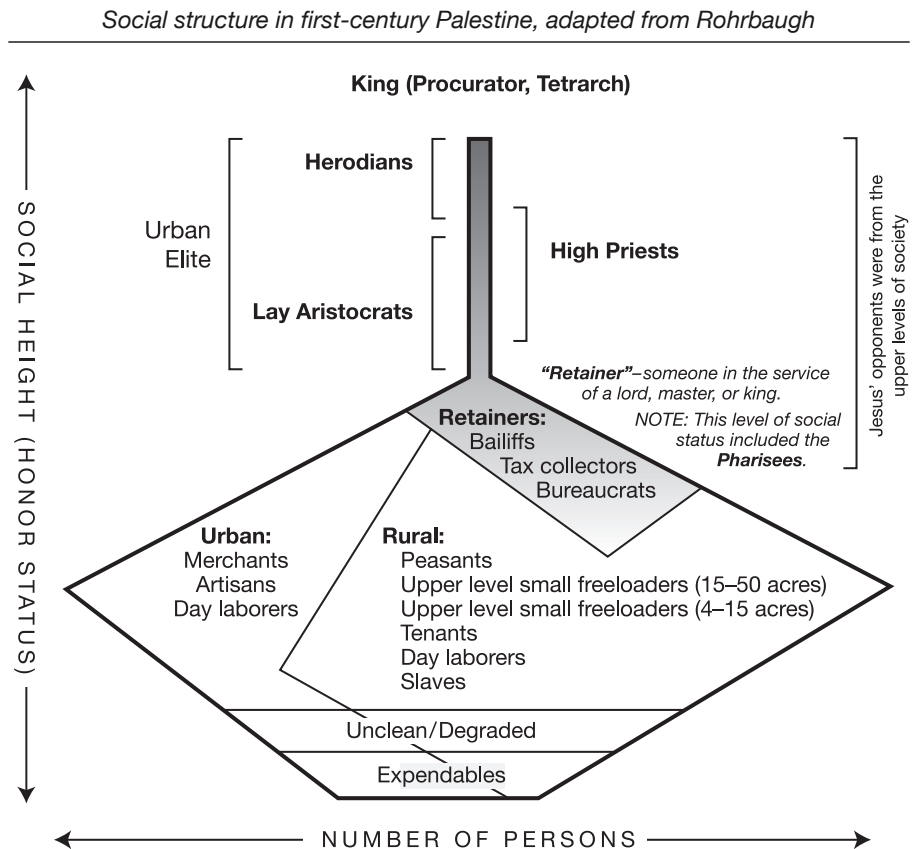 Social structure in first-century Palestine, adapted from Rohrbaugh
King (Procurator, Tetrarch)
Herodians
Urban
Elite
High Priests
Lay Aristocrats
"Retainer"–someone in the service
of a lord, master, or king.
NOTE: This level of social
status included the
Pharisees.
Jesus' opponents were from the
upper levels of society
SOCIAL HEIGHT (HONOR STATUS)
Retainers:
Bailiffs
Tax collectors
Bureaucrats
Urban:
Merchants
Artisans
Day laborers
Rural:
Peasants
Upper level small freeloaders (15–50 acres)
Upper level small freeloaders (4–15 acres)
Tenants
Day laborers
Slaves
Unclean/Degraded
Expendables
NUMBER OF PERSONS